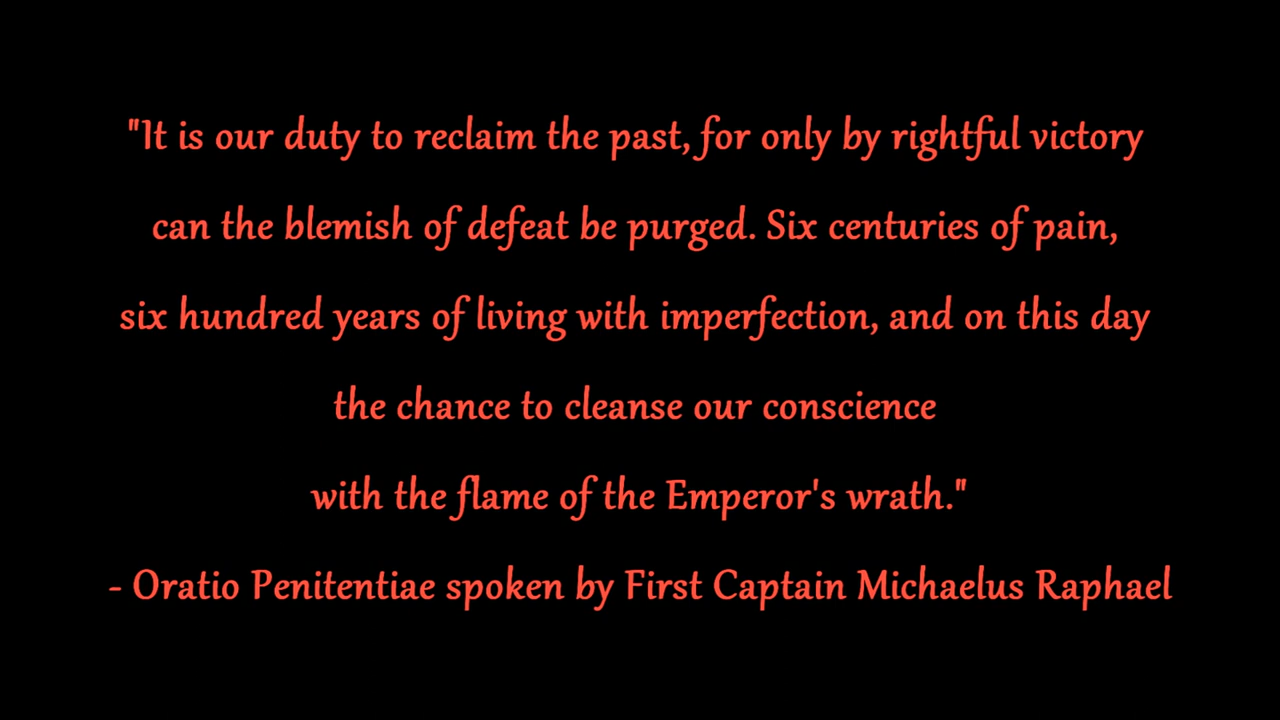 "It is our duty to reclaim the past, for only by rightful victory
can the blemish of defeat be purged. Six centuries of pain,
six hundred years of living with imperfection, and on this day
the chance to cleanse our conscience
with the flame of the Emperor's wrath."
- Oratio Penitentiae spoken by First Captain Michaelus Raphael